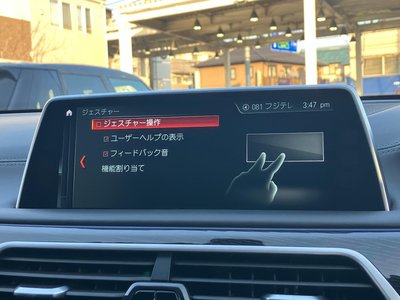 ジェスチャー
081 フジテレ 3:47 pm
ジェスチャー操作
ユーザーヘルプの表示
フィードバック音
機能割り当て